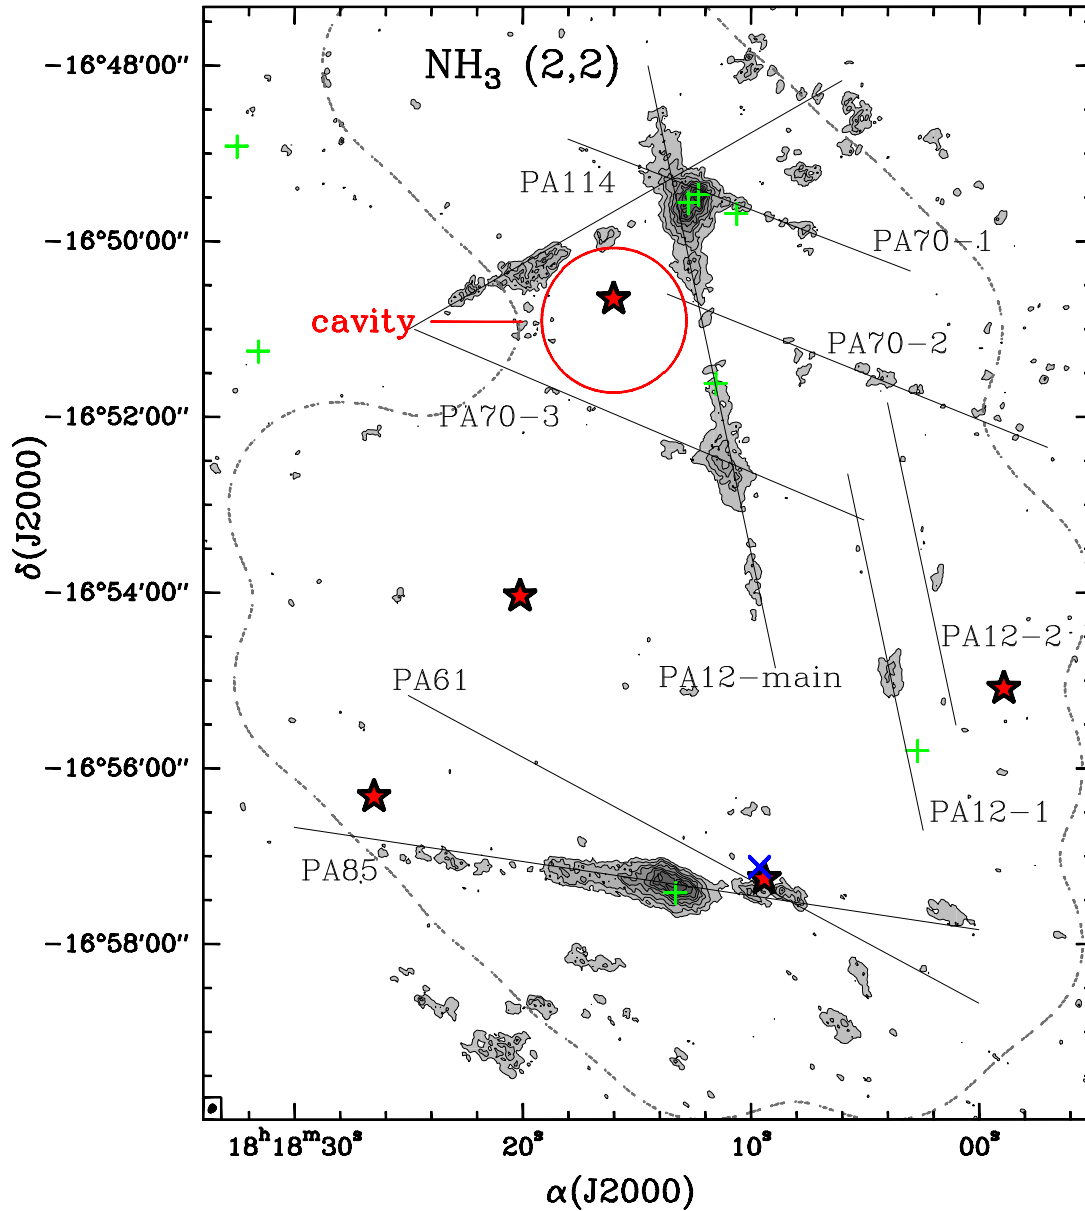 NH₃ (2,2)
−16°48′00″
PA114
−16°50′00″
PA70−1
cavity
PA70−2
−16°52′00″
PA70−3
δ(J2000)
−16°54′00″
PA12−2
PA61
PA12−main
−16°56′00″
PA12−1
PA85
−16°58′00″
18ʰ18ᵐ30ˢ 20ˢ 10ˢ 00ˢ
α(J2000)